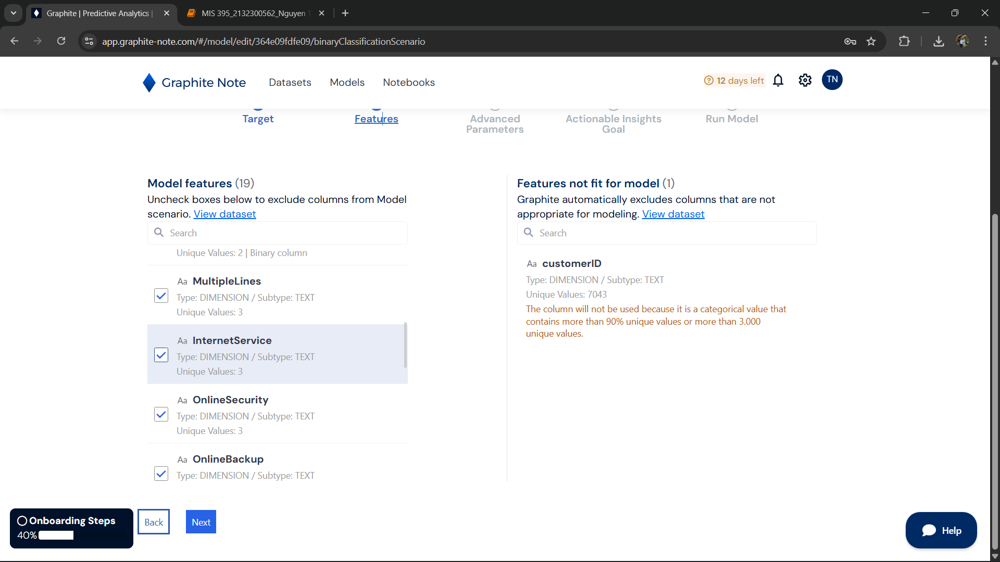 Graphite | Predictive Analytics |
MIS 395_2132300562_Nguyen T
app.graphite-note.com/#/model/edit/364e09fdfe09/binaryClassificationScenario
Graphite Note
Datasets
Models
Notebooks
12 days left
TN
Target
Features
Advanced
Parameters
Actionable Insights
Goal
Run Model
Model features (19)
Uncheck boxes below to exclude columns from Model
scenario. View dataset
Search
Unique Values: 2 | Binary column
Aa MultipleLines
Type: DIMENSION / Subtype: TEXT
Unique Values: 3
Aa InternetService
Type: DIMENSION / Subtype: TEXT
Unique Values: 3
Aa OnlineSecurity
Type: DIMENSION / Subtype: TEXT
Unique Values: 3
Aa OnlineBackup
Type: DIMENSION / Subtype: TEXT
Features not fit for model (1)
Graphite automatically excludes columns that are not
appropriate for modeling. View dataset
Search
Aa customerID
Type: DIMENSION / Subtype: TEXT
Unique Values: 7043
The column will not be used because it is a categorical value that
contains more than 90% unique values or more than 3.000
unique values.
Onboarding Steps
40%
Back
Next
Help